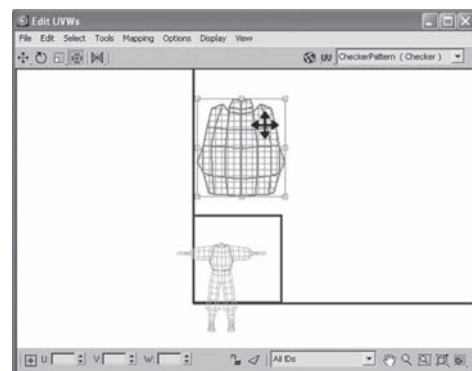 Edit UVWs
File Edit Select Tools Mapping Options Display View
UV CheckerPattern ( Checker )
U: V: W: All IDs